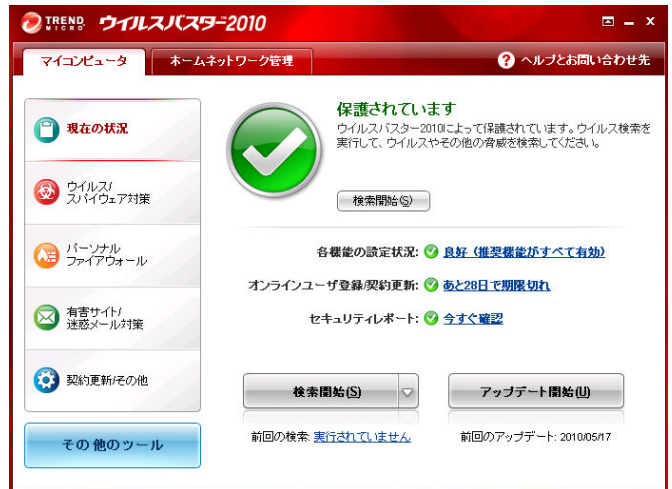 TREND MICRO ウイルスバスター2010
マイコンピュータ
ホームネットワーク管理
? ヘルプとお問い合わせ先
現在の状況
ウイルス/
スパイウェア対策
パーソナル
ファイアウォール
有害サイト/
迷惑メール対策
契約更新/その他
その他のツール
保護されています
ウイルスバスター2010によって保護されています。ウイルス検索を
実行して、ウイルスやその他の脅威を検索してください。
検索開始(S)
各機能の設定状況: 良好（推奨機能がすべて有効）
オンラインユーザ登録/契約更新: あと28日で期限切れ
セキュリティレポート: 今すぐ確認
検索開始(S)
アップデート開始(U)
前回の検索: 実行されていません
前回のアップデート: 2010/05/17